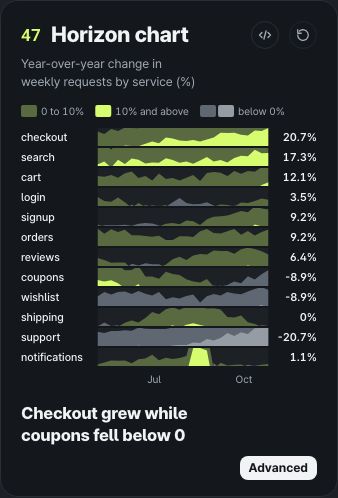 47 Horizon chart
Year-over-year change in
weekly requests by service (%)
0 to 10% 10% and above below 0%
checkout 20.7%
search 17.3%
cart 12.1%
login 3.5%
signup 9.2%
orders 9.2%
reviews 6.4%
coupons -8.9%
wishlist -8.9%
shipping 0%
support -20.7%
notifications 1.1%
Jul Oct
Checkout grew while
coupons fell below 0
Advanced